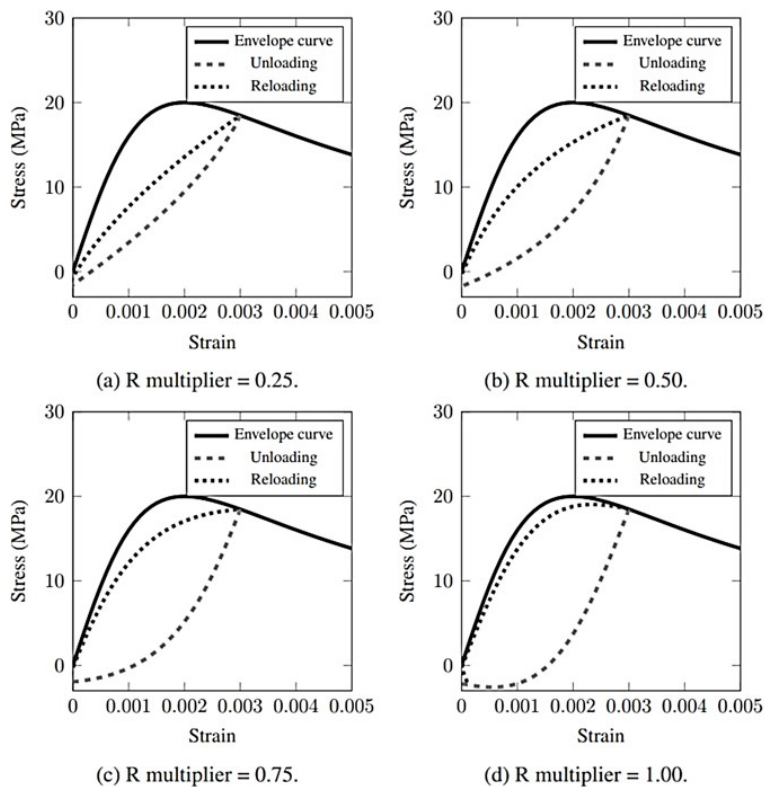 30
20
10
0
Stress (MPa)
Envelope curve
Unloading
Reloading
0 0.001 0.002 0.003 0.004 0.005
Strain
(a) R multiplier = 0.25.
30
20
10
0
Stress (MPa)
Envelope curve
Unloading
Reloading
0 0.001 0.002 0.003 0.004 0.005
Strain
(b) R multiplier = 0.50.
30
20
10
0
Stress (MPa)
Envelope curve
Unloading
Reloading
0 0.001 0.002 0.003 0.004 0.005
Strain
(c) R multiplier = 0.75.
30
20
10
0
Stress (MPa)
Envelope curve
Unloading
Reloading
0 0.001 0.002 0.003 0.004 0.005
Strain
(d) R multiplier = 1.00.